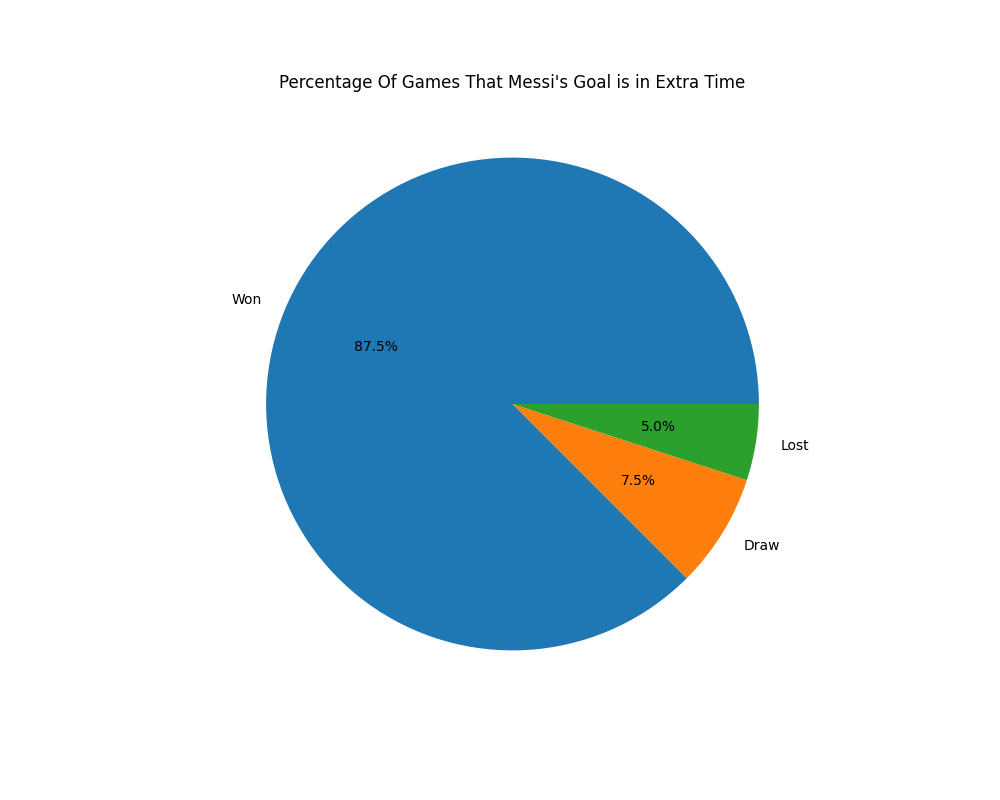 Percentage Of Games That Messi's Goal is in Extra Time
Won
87.5%
5.0%
Lost
7.5%
Draw